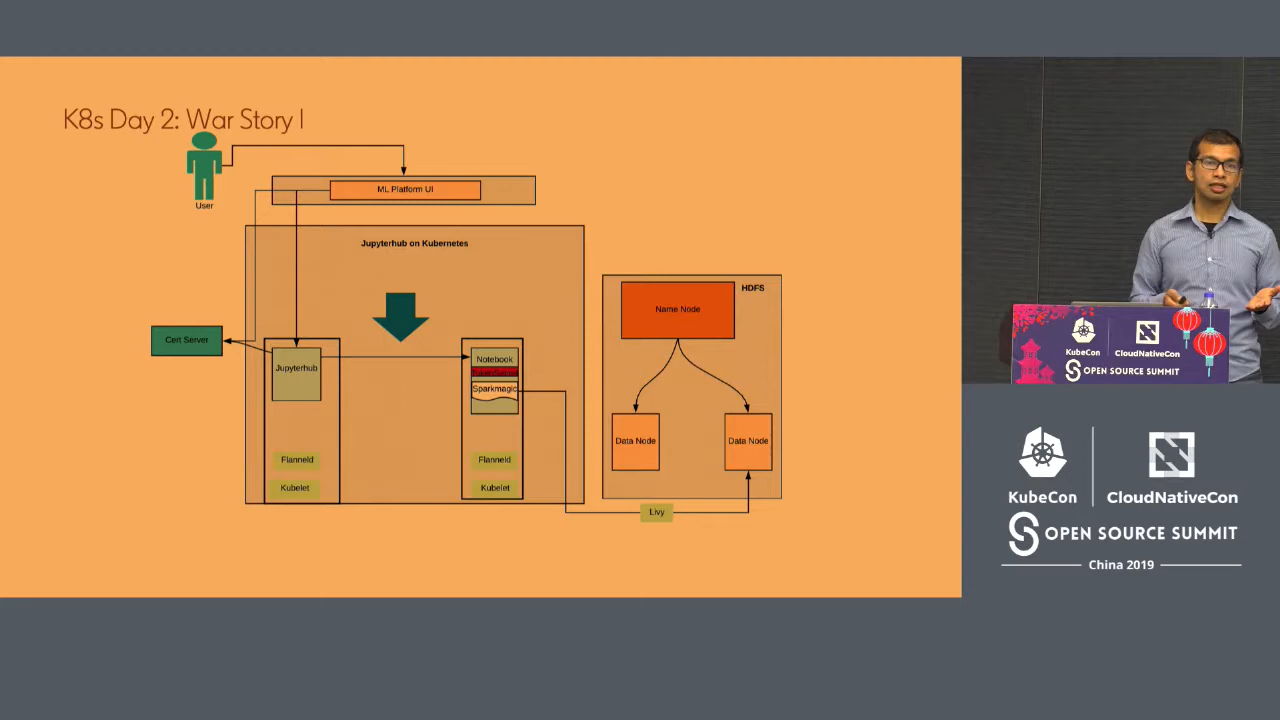 K8s Day 2: War Story I
User
ML Platform UI
Jupyterhub on Kubernetes
HDFS
Name Node
Cert Server
Jupyterhub
Notebook
Sparkmagic
Data Node
Data Node
Flanneld
Flanneld
Kubelet
Kubelet
Livy
KubeCon
CloudNativeCon
OPEN SOURCE SUMMIT
KubeCon
CloudNativeCon
OPEN SOURCE SUMMIT
China 2019